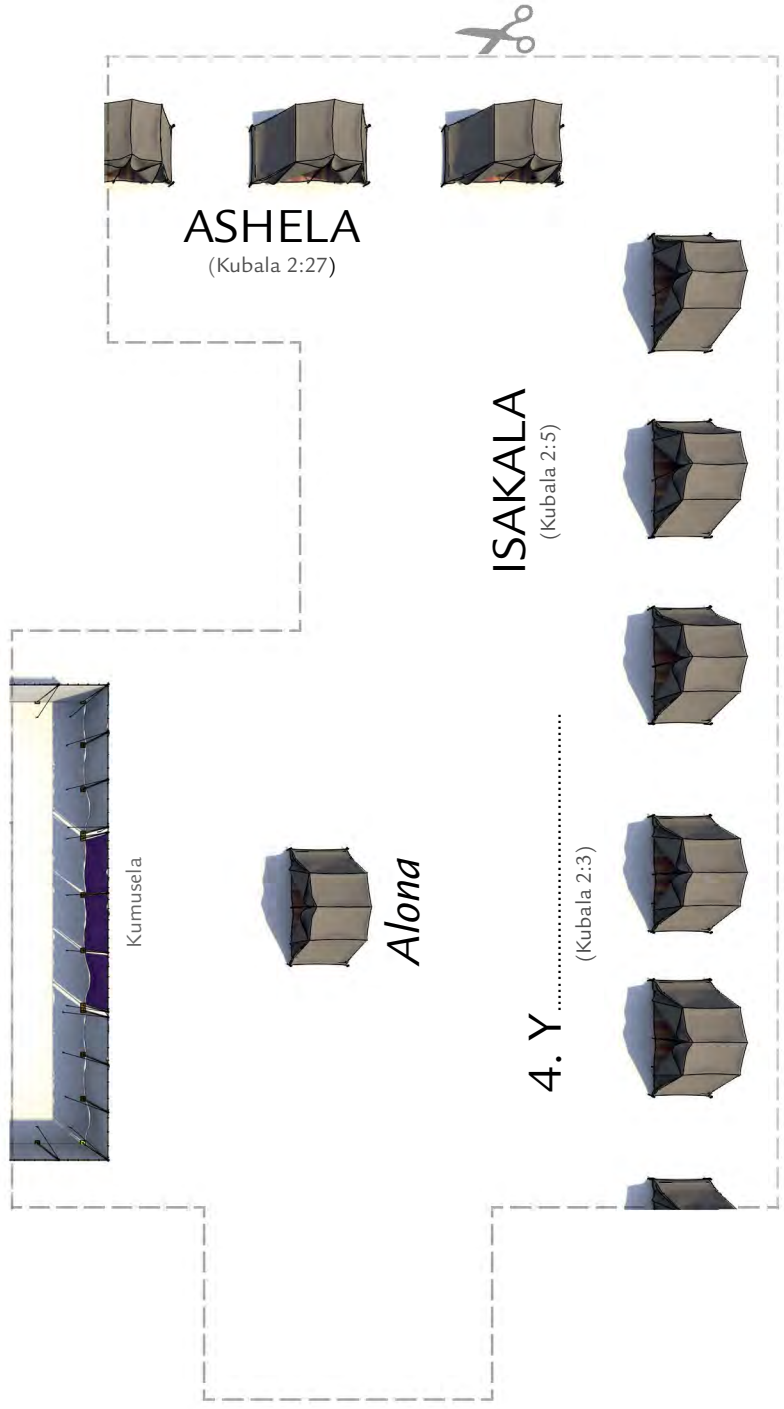 ASHELA
(Kubala 2:27)
ISAKALA
(Kubala 2:5)
Kumusela
Alona
4. Y..............................................
(Kubala 2:3)